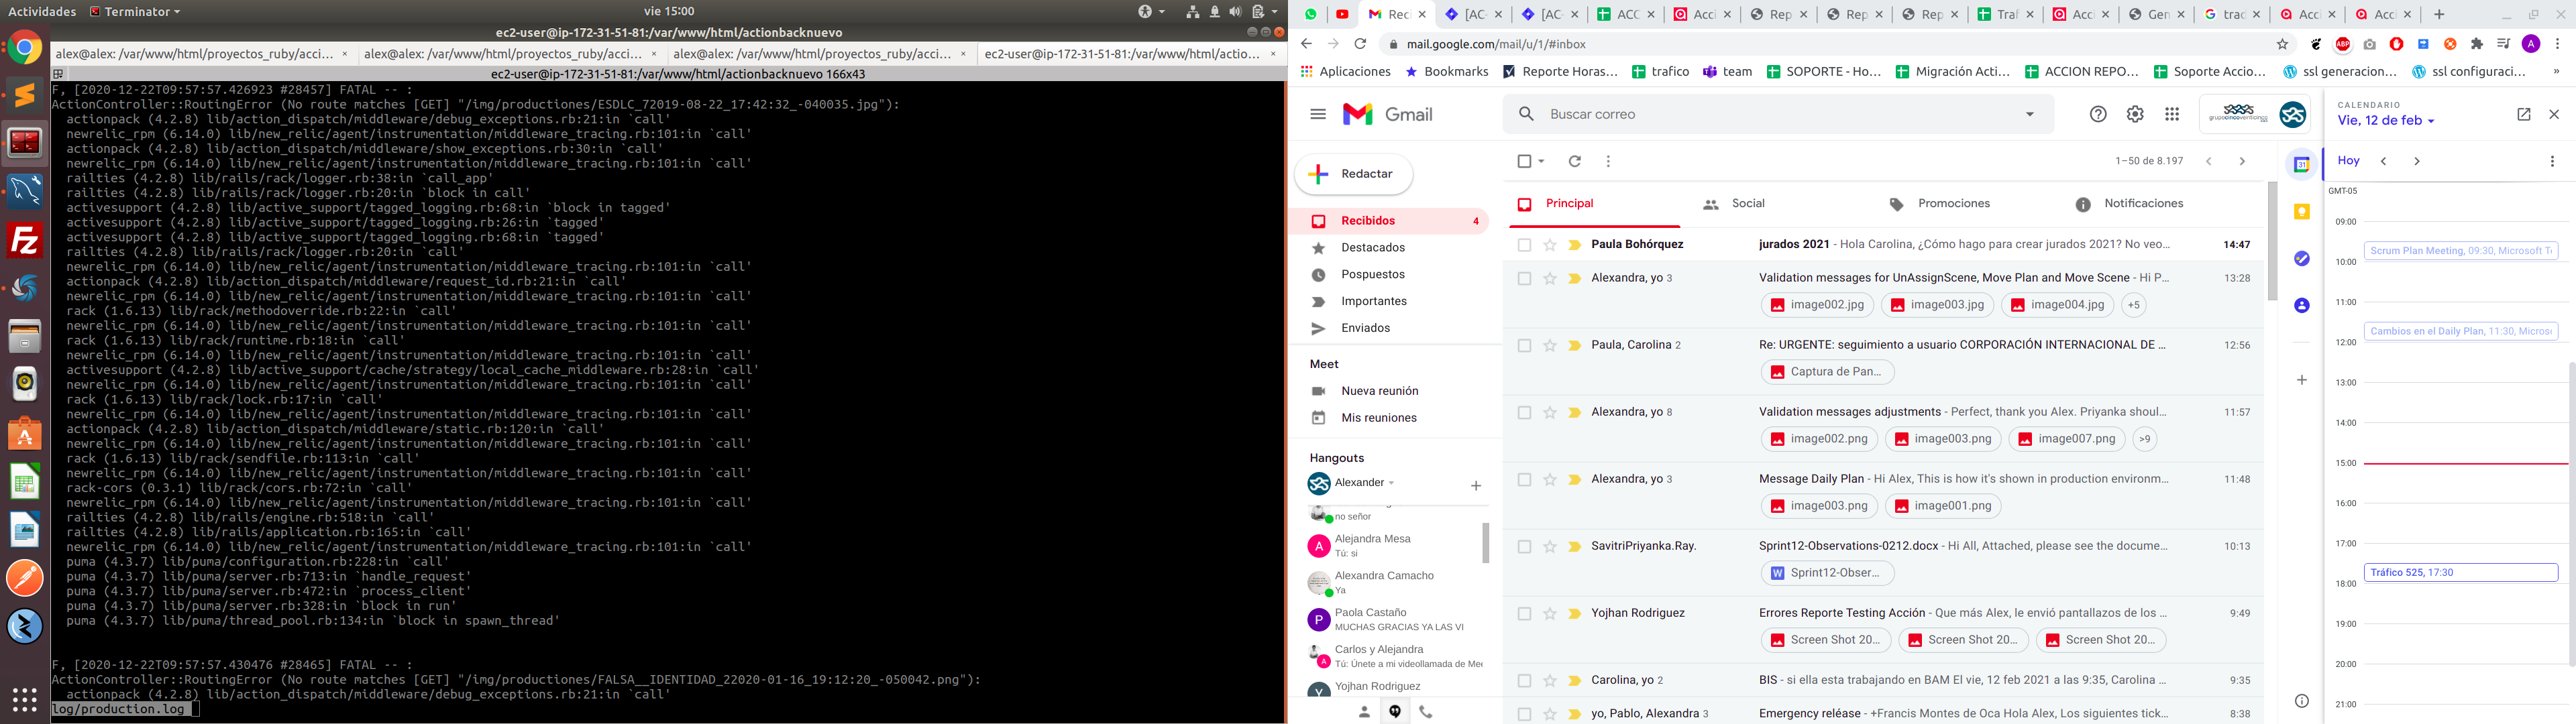 Actividades
Terminator
vie 15:00
ec2-user@ip-172-31-51-81:/var/www/html/actionbacknuevo
alex@alex: /var/www/html/proyectos_ruby/acci...
alex@alex: /var/www/html/proyectos_ruby/acci...
alex@alex: /var/www/html/proyectos_ruby/acci...
ec2-user@ip-172-31-51-81:/var/www/html/actio...
ec2-user@ip-172-31-51-81:/var/www/html/actionbacknuevo 166x43
F, [2020-12-22T09:57:57.426923 #28457] FATAL -- :
ActionController::RoutingError (No route matches [GET] "/img/productiones/ESDLC_72019-08-22_17:42:32_-040035.jpg"):
actionpack (4.2.8) lib/action_dispatch/middleware/debug_exceptions.rb:21:in `call'
newrelic_rpm (6.14.0) lib/new_relic/agent/instrumentation/middleware_tracing.rb:101:in `call'
actionpack (4.2.8) lib/action_dispatch/middleware/show_exceptions.rb:30:in `call'
newrelic_rpm (6.14.0) lib/new_relic/agent/instrumentation/middleware_tracing.rb:101:in `call'
railties (4.2.8) lib/rails/rack/logger.rb:38:in `call_app'
railties (4.2.8) lib/rails/rack/logger.rb:20:in `block in call'
activesupport (4.2.8) lib/active_support/tagged_logging.rb:68:in `block in tagged'
activesupport (4.2.8) lib/active_support/tagged_logging.rb:26:in `tagged'
activesupport (4.2.8) lib/active_support/tagged_logging.rb:68:in `tagged'
railties (4.2.8) lib/rails/rack/logger.rb:20:in `call'
newrelic_rpm (6.14.0) lib/new_relic/agent/instrumentation/middleware_tracing.rb:101:in `call'
actionpack (4.2.8) lib/action_dispatch/middleware/request_id.rb:21:in `call'
newrelic_rpm (6.14.0) lib/new_relic/agent/instrumentation/middleware_tracing.rb:101:in `call'
rack (1.6.13) lib/rack/methodoverride.rb:22:in `call'
newrelic_rpm (6.14.0) lib/new_relic/agent/instrumentation/middleware_tracing.rb:101:in `call'
rack (1.6.13) lib/rack/runtime.rb:18:in `call'
newrelic_rpm (6.14.0) lib/new_relic/agent/instrumentation/middleware_tracing.rb:101:in `call'
activesupport (4.2.8) lib/active_support/cache/strategy/local_cache_middleware.rb:28:in `call'
newrelic_rpm (6.14.0) lib/new_relic/agent/instrumentation/middleware_tracing.rb:101:in `call'
rack (1.6.13) lib/rack/lock.rb:17:in `call'
newrelic_rpm (6.14.0) lib/new_relic/agent/instrumentation/middleware_tracing.rb:101:in `call'
actionpack (4.2.8) lib/action_dispatch/middleware/static.rb:120:in `call'
newrelic_rpm (6.14.0) lib/new_relic/agent/instrumentation/middleware_tracing.rb:101:in `call'
rack (1.6.13) lib/rack/sendfile.rb:113:in `call'
newrelic_rpm (6.14.0) lib/new_relic/agent/instrumentation/middleware_tracing.rb:101:in `call'
rack-cors (0.3.1) lib/rack/cors.rb:72:in `call'
newrelic_rpm (6.14.0) lib/new_relic/agent/instrumentation/middleware_tracing.rb:101:in `call'
railties (4.2.8) lib/rails/engine.rb:518:in `call'
railties (4.2.8) lib/rails/application.rb:165:in `call'
newrelic_rpm (6.14.0) lib/new_relic/agent/instrumentation/middleware_tracing.rb:101:in `call'
puma (4.3.7) lib/puma/configuration.rb:228:in `call'
puma (4.3.7) lib/puma/server.rb:713:in `handle_request'
puma (4.3.7) lib/puma/server.rb:472:in `process_client'
puma (4.3.7) lib/puma/server.rb:328:in `block in run'
puma (4.3.7) lib/puma/thread_pool.rb:134:in `block in spawn_thread'
F, [2020-12-22T09:57:57.430476 #28465] FATAL -- :
ActionController::RoutingError (No route matches [GET] "/img/productiones/FALSA__IDENTIDAD_22020-01-16_19:12:20_-050042.png"):
actionpack (4.2.8) lib/action_dispatch/middleware/debug_exceptions.rb:21:in `call'
log/production.log
Reci
[AC-
[AC-
ACC
Acci
Rep
Rep
Rep
Traf
Acci
Gen
trad
Acci
Acci
mail.google.com/mail/u/1/#inbox
Aplicaciones
Bookmarks
Reporte Horas...
trafico
team
SOPORTE - Ho...
Migración Acti...
ACCION REPO...
Soporte Accio...
ssl generacion...
ssl configuraci...
»
Gmail
Buscar correo
Redactar
1–50 de 8.197
Recibidos 4
Destacados
Pospuestos
Importantes
Enviados
Meet
Nueva reunión
Mis reuniones
Hangouts
Alexander
no señor
Alejandra Mesa
Tú: si
Alexandra Camacho
Ya
Paola Castaño
MUCHAS GRACIAS YA LAS VI
Carlos y Alejandra
Tú: Únete a mi videollamada de Mee
Yojhan Rodriguez
Principal
Social
Promociones
Notificaciones
Paula Bohórquez jurados 2021 - Hola Carolina, ¿Cómo hago para crear jurados 2021? No veo... 14:47
Alexandra, yo 3 Validation messages for UnAssignScene, Move Plan and Move Scene - Hi P... 13:28
image002.jpg image003.jpg image004.jpg +5
Paula, Carolina 2 Re: URGENTE: seguimiento a usuario CORPORACIÓN INTERNACIONAL DE ... 12:56
Captura de Pan...
Alexandra, yo 8 Validation messages adjustments - Perfect, thank you Alex. Priyanka shoul... 11:57
image002.png image003.png image007.png >9
Alexandra, yo 3 Message Daily Plan - Hi Alex, This is how it's shown in production environm... 11:48
image003.png image001.png
SavitriPriyanka.Ray. Sprint12-Observations-0212.docx - Hi All, Attached, please see the docume... 10:13
Sprint12-Obser...
Yojhan Rodriguez Errores Reporte Testing Acción - Que más Alex, le envió pantallazos de los ... 9:49
Screen Shot 20... Screen Shot 20... Screen Shot 20...
Carolina, yo 2 BIS - si ella esta trabajando en BAM El vie, 12 feb 2021 a las 9:35, Carolina ... 9:35
yo, Pablo, Alexandra 3 Emergency reléase - +Francis Montes de Oca Hola Alex, Los siguientes tick... 8:38
CALENDARIO
Vie, 12 de feb
Hoy
GMT-05
09:00
Scrum Plan Meeting, 09:30, Microsoft T
10:00
11:00
Cambios en el Daily Plan, 11:30, Micros
12:00
13:00
14:00
15:00
16:00
17:00
Tráfico 525, 17:30
18:00
19:00
20:00
21:00